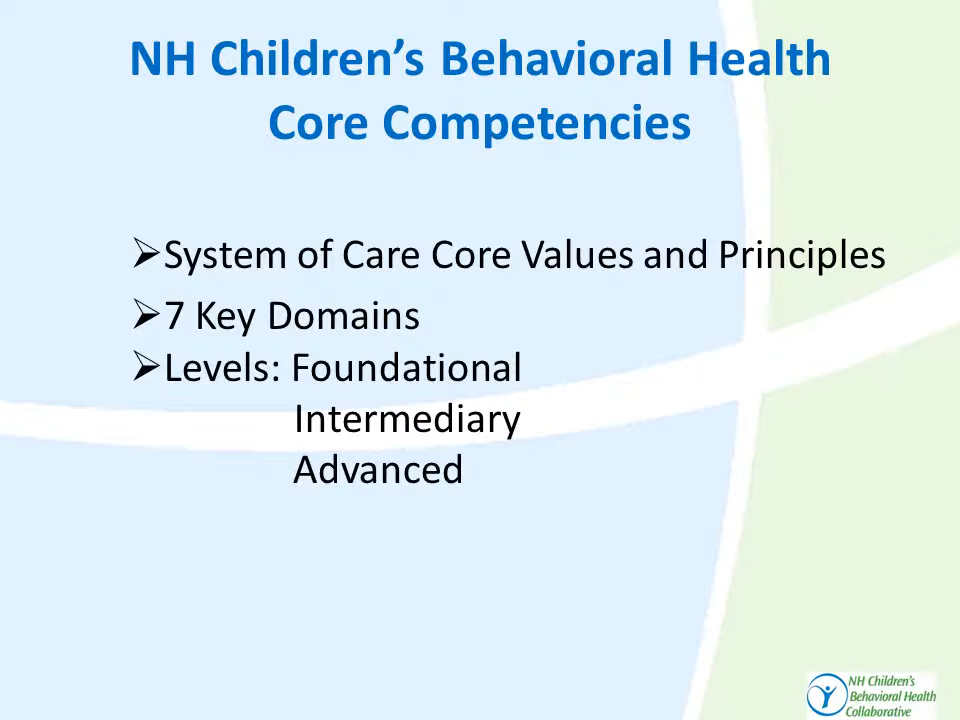 NH Children’s Behavioral Health
Core Competencies
➢System of Care Core Values and Principles
➢7 Key Domains
➢Levels: Foundational
Intermediary
Advanced
NH Children's
Behavioral Health
Collaborative